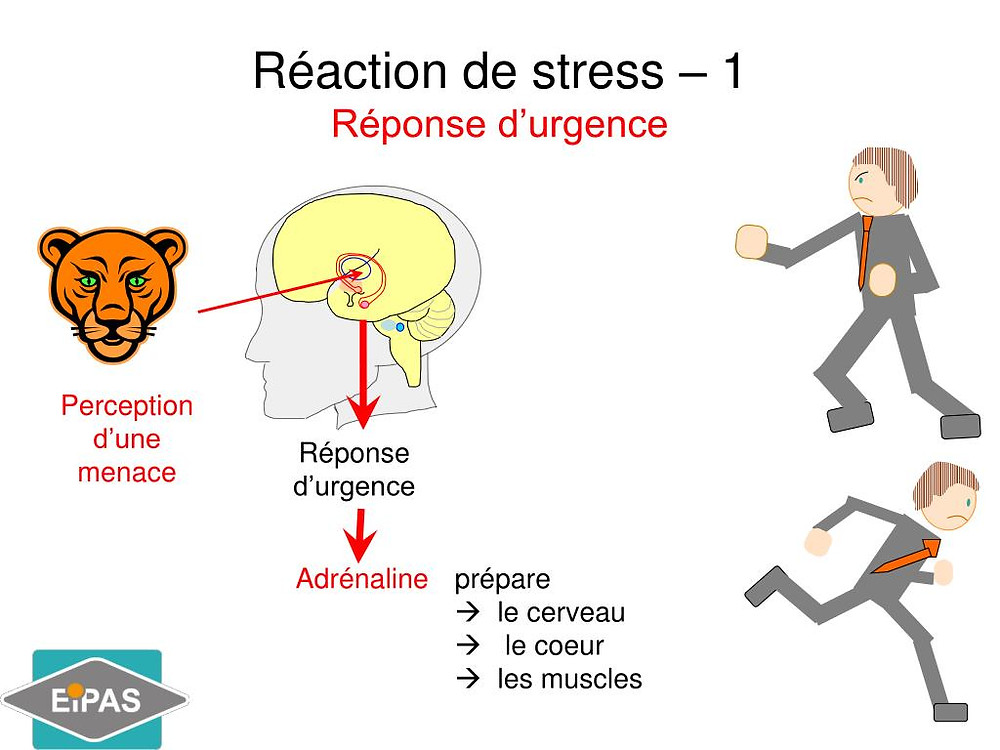 Réaction de stress – 1
Réponse d’urgence
Perception
d’une
menace
Réponse
d’urgence
Adrénaline prépare
→ le cerveau
→ le coeur
→ les muscles
EiPAS